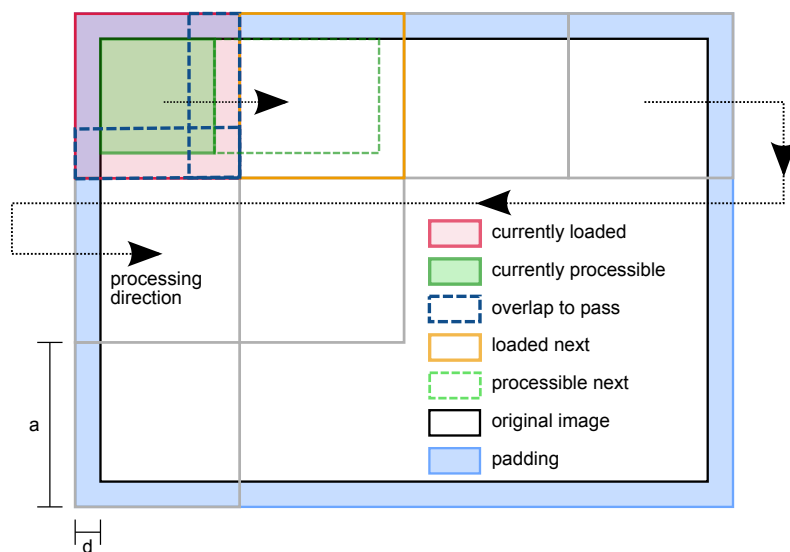 currently loaded
currently processible
processing
direction
overlap to pass
loaded next
processible next
a
original image
padding
d